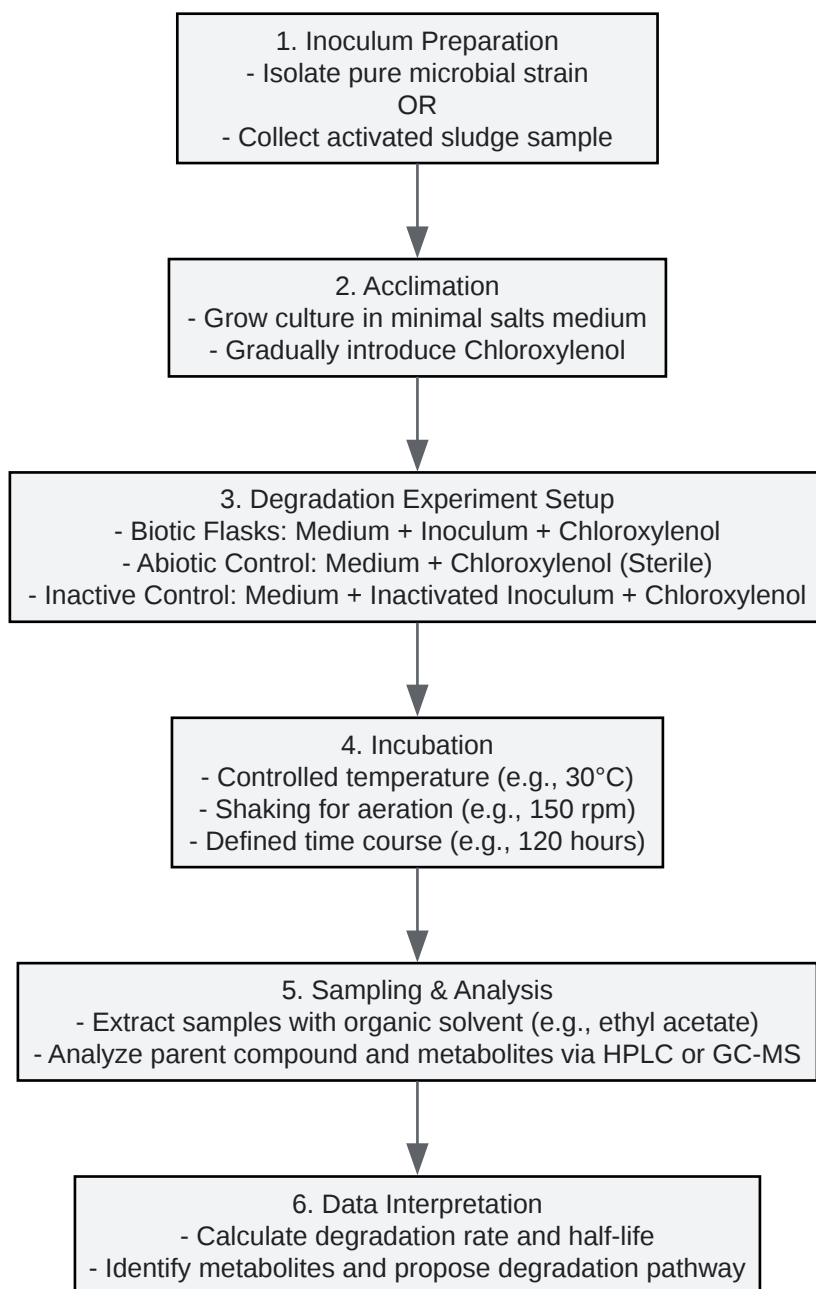 1. Inoculum Preparation
- Isolate pure microbial strain
OR
- Collect activated sludge sample
2. Acclimation
- Grow culture in minimal salts medium
- Gradually introduce Chloroxylenol
3. Degradation Experiment Setup
- Biotic Flasks: Medium + Inoculum + Chloroxylenol
- Abiotic Control: Medium + Chloroxylenol (Sterile)
- Inactive Control: Medium + Inactivated Inoculum + Chloroxylenol
4. Incubation
- Controlled temperature (e.g., 30°C)
- Shaking for aeration (e.g., 150 rpm)
- Defined time course (e.g., 120 hours)
5. Sampling & Analysis
- Extract samples with organic solvent (e.g., ethyl acetate)
- Analyze parent compound and metabolites via HPLC or GC-MS
6. Data Interpretation
- Calculate degradation rate and half-life
- Identify metabolites and propose degradation pathway